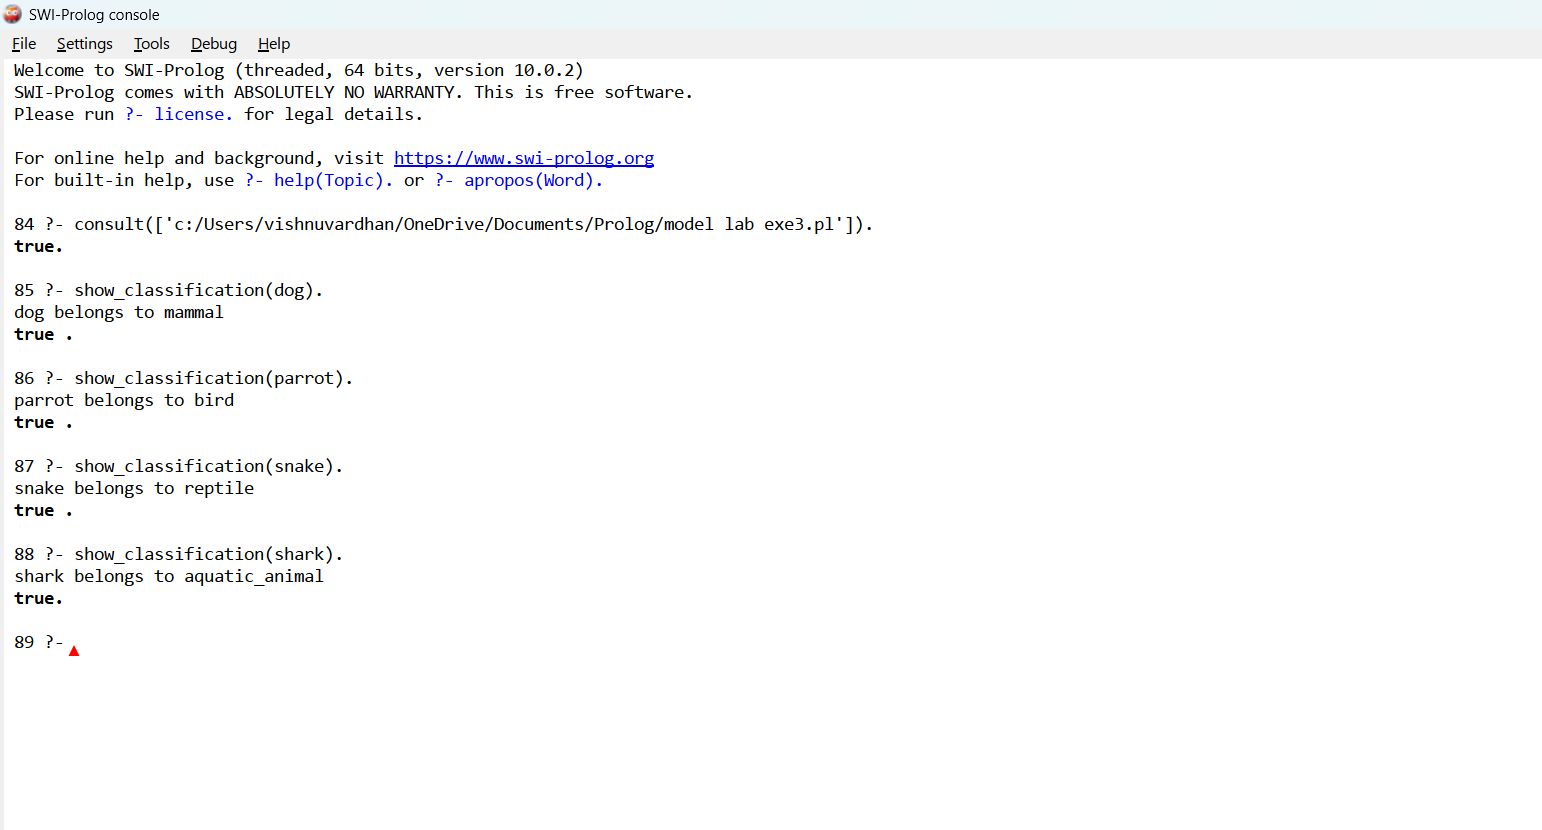 SWI-Prolog console
File Settings Tools Debug Help
Welcome to SWI-Prolog (threaded, 64 bits, version 10.0.2)
SWI-Prolog comes with ABSOLUTELY NO WARRANTY. This is free software.
Please run ?- license. for legal details.
For online help and background, visit https://www.swi-prolog.org
For built-in help, use ?- help(Topic). or ?- apropos(Word).
84 ?- consult(['c:/Users/vishnuvardhan/OneDrive/Documents/Prolog/model lab exe3.pl']).
true.
85 ?- show_classification(dog).
dog belongs to mammal
true .
86 ?- show_classification(parrot).
parrot belongs to bird
true .
87 ?- show_classification(snake).
snake belongs to reptile
true .
88 ?- show_classification(shark).
shark belongs to aquatic_animal
true.
89 ?-